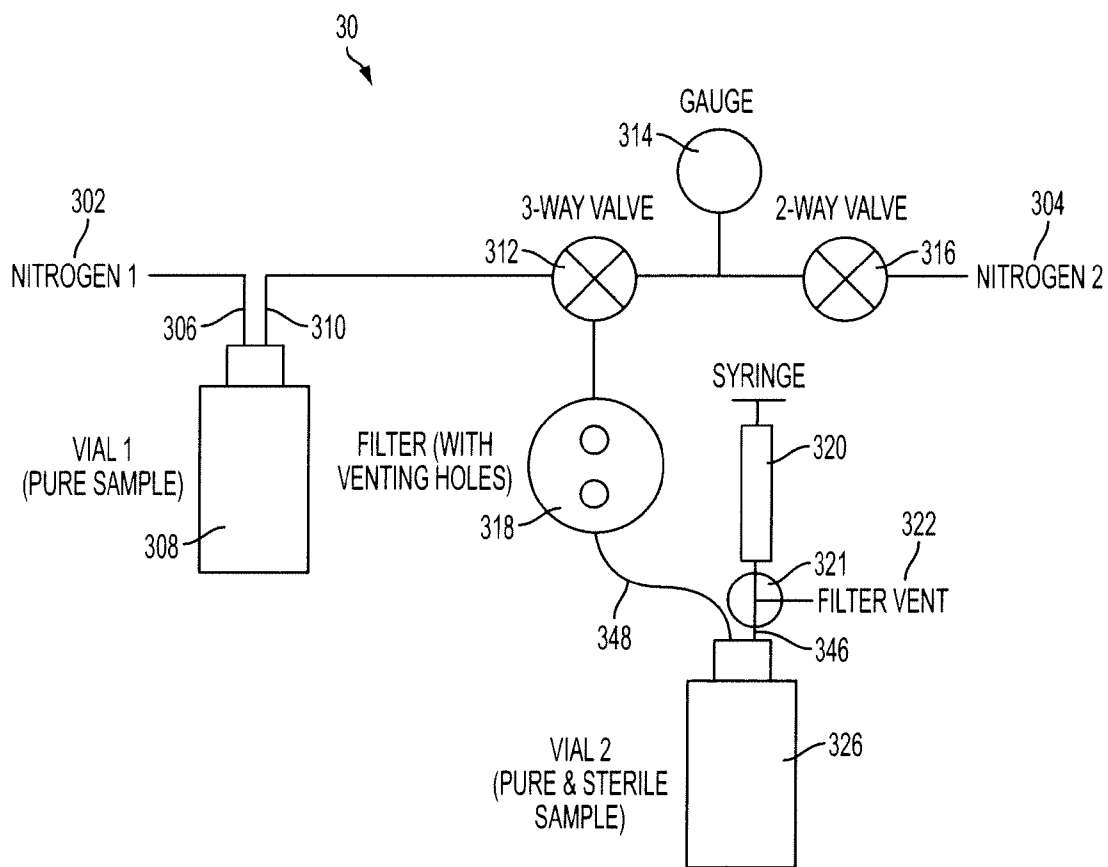 30
GAUGE
314
302
3-WAY VALVE
2-WAY VALVE
304
NITROGEN 1
312
316
NITROGEN 2
306
310
SYRINGE
VIAL 1
(PURE SAMPLE)
FILTER (WITH
VENTING HOLES)
320
318
308
322
321
FILTER VENT
348
346
VIAL 2
(PURE & STERILE
SAMPLE)
326